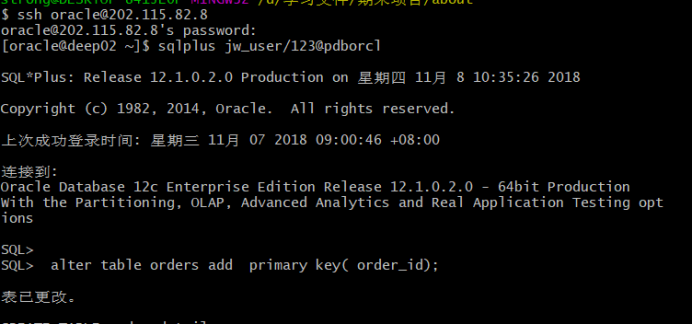 $ ssh oracle@202.115.82.8
oracle@202.115.82.8's password:
[oracle@deep02 ~]$ sqlplus jw_user/123@pdborcl
SQL*Plus: Release 12.1.0.2.0 Production on 星期四 11月 8 10:35:26 2018
Copyright (c) 1982, 2014, Oracle.  All rights reserved.
上次成功登录时间: 星期三 11月 07 2018 09:00:46 +08:00
连接到:
Oracle Database 12c Enterprise Edition Release 12.1.0.2.0 - 64bit Production
With the Partitioning, OLAP, Advanced Analytics and Real Application Testing opt
ions
SQL>
SQL>  alter table orders add  primary key( order_id);
表已更改。